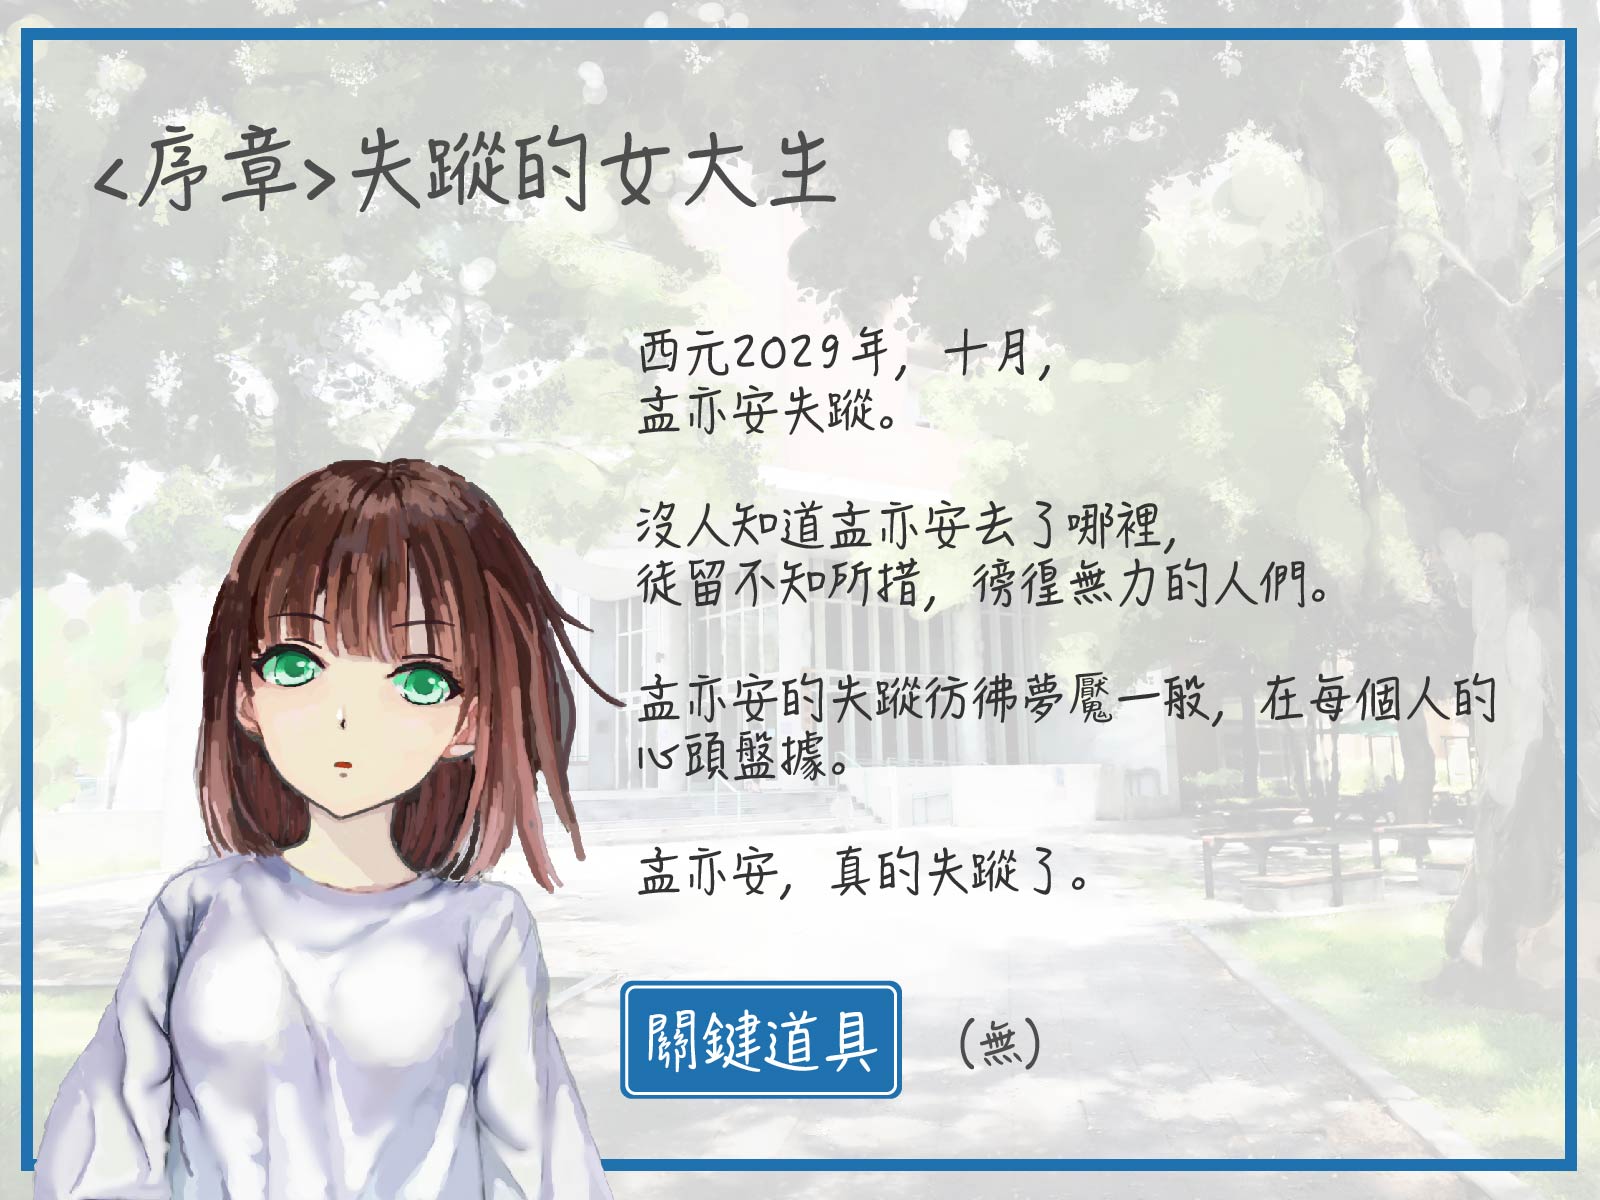 <序章>失蹤的女大生
西元2029年，十月，
孟亦安失蹤。
沒人知道孟亦安去了哪裡，
徒留不知所措，徬徨無力的人們。
孟亦安的失蹤彷彿夢魘一般，在每個人的
心頭盤據。
孟亦安，真的失蹤了。
關鍵道具
（無）